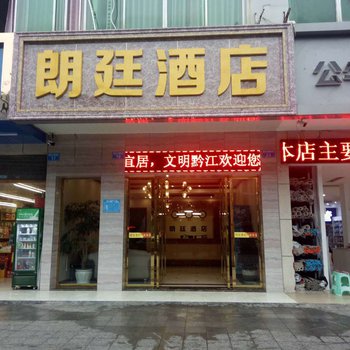 朗廷酒店
公
宜居，文明黔江欢迎您
本店主要
朗廷酒店